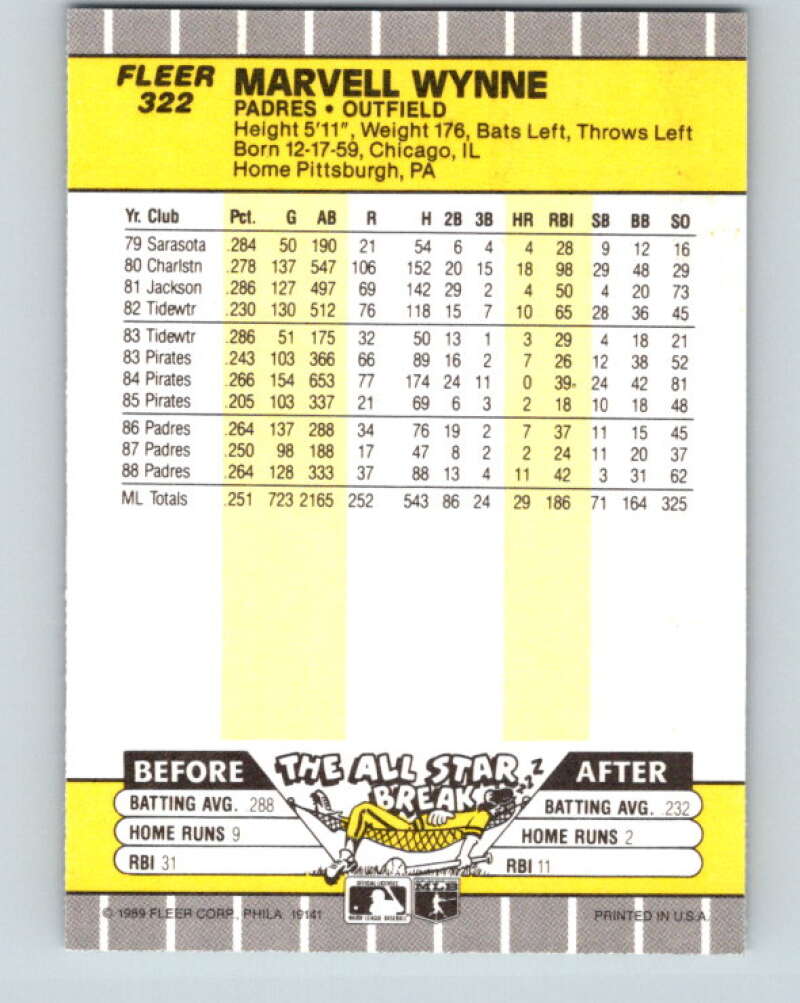 FLEER
322
MARVELL WYNNE
PADRES • OUTFIELD
Height 5'11", Weight 176, Bats Left, Throws Left
Born 12-17-59, Chicago, IL
Home Pittsburgh, PA
Yr. Club Pct. G AB R H 2B 3B HR RBI SB BB SO
79 Sarasota .284 50 190 21 54 6 4 4 28 9 12 16
80 Charlstn .278 137 547 106 152 20 15 18 98 29 48 29
81 Jackson .286 127 497 69 142 29 2 4 50 4 20 73
82 Tidewtr .230 130 512 76 118 15 7 10 65 28 36 45
83 Tidewtr .286 51 175 32 50 13 1 3 29 4 18 21
83 Pirates .243 103 366 66 89 16 2 7 26 12 38 52
84 Pirates .266 154 653 77 174 24 11 0 39 24 42 81
85 Pirates .205 103 337 21 69 6 3 2 18 10 18 48
86 Padres .264 137 288 34 76 19 2 7 37 11 15 45
87 Padres .250 98 188 17 47 8 2 2 24 11 20 37
88 Padres .264 128 333 37 88 13 4 11 42 3 31 62
ML Totals .251 723 2165 252 543 86 24 29 186 71 164 325
BEFORE THE ALL STAR BREAK ZZZ AFTER
BATTING AVG. .288 BATTING AVG. .232
HOME RUNS 9 HOME RUNS 2
RBI 31 RBI 11
OFFICIAL LICENSEE
MAJOR LEAGUE BASEBALL
MLB
© 1989 FLEER CORP., PHILA. 19141 PRINTED IN U.S.A.